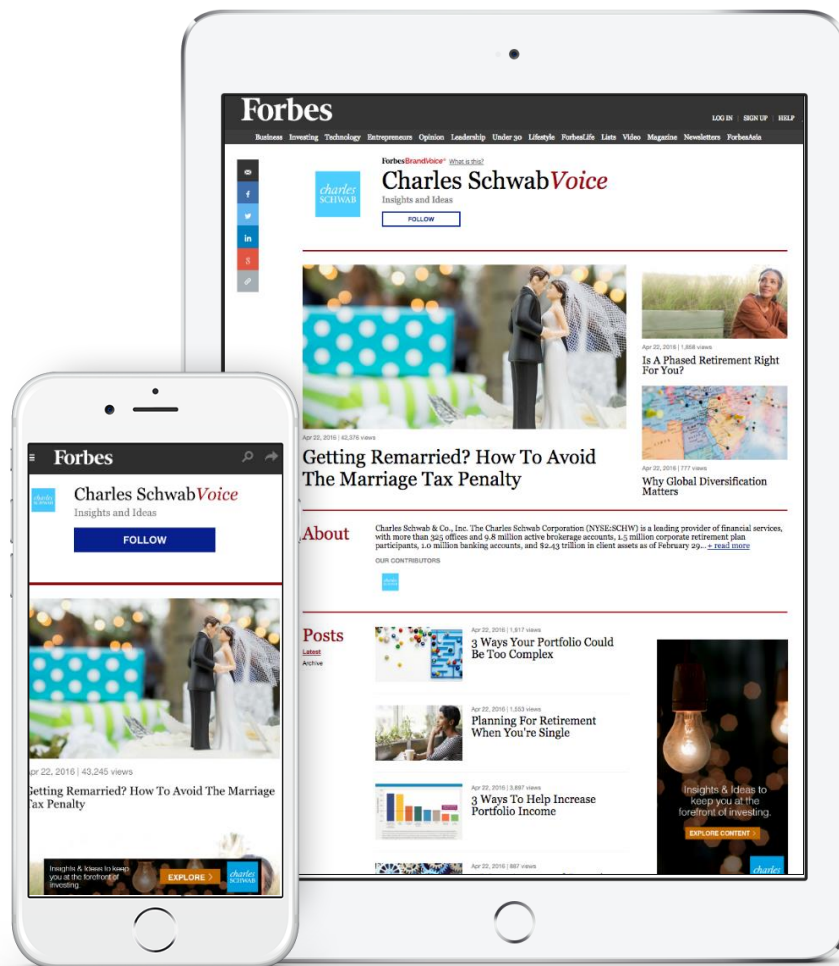 Forbes
LOG IN | SIGN UP | HELP
Business Investing Technology Entrepreneurs Opinion Leadership Under 30 Lifestyle ForbesLife Lists Video Magazine Newsletters ForbesAsia
ForbesBrandVoice® What is this?
charles
SCHWAB
Charles SchwabVoice
Insights and Ideas
FOLLOW
f
in
Apr 22, 2016 | 42,376 views
Getting Remarried? How To Avoid
The Marriage Tax Penalty
Apr 22, 2016 | 1,868 views
Is A Phased Retirement Right
For You?
Apr 22, 2016 | 777 views
Why Global Diversification
Matters
About
Charles Schwab & Co., Inc. The Charles Schwab Corporation (NYSE:SCHW) is a leading provider of financial services,
with more than 325 offices and 9.8 million active brokerage accounts, 1.5 million corporate retirement plan
participants, 1.0 million banking accounts, and $2.43 trillion in client assets as of February 29... + read more
OUR CONTRIBUTORS
Posts
Latest
Archive
Apr 22, 2016 | 1,817 views
3 Ways Your Portfolio Could
Be Too Complex
Apr 22, 2016 | 1,553 views
Planning For Retirement
When You're Single
Apr 22, 2016 | 3,897 views
3 Ways To Help Increase
Portfolio Income
Apr 22, 2016 | 887 views
Insights & Ideas to
keep you at the
forefront of investing.
EXPLORE CONTENT >
charles
Forbes
charles
SCHWAB
Charles SchwabVoice
Insights and Ideas
FOLLOW
Apr 22, 2016 | 43,245 views
Getting Remarried? How To Avoid The Marriage
Tax Penalty
Insights & Ideas to keep
you at the forefront of
investing.
EXPLORE >
charles
SCHWAB